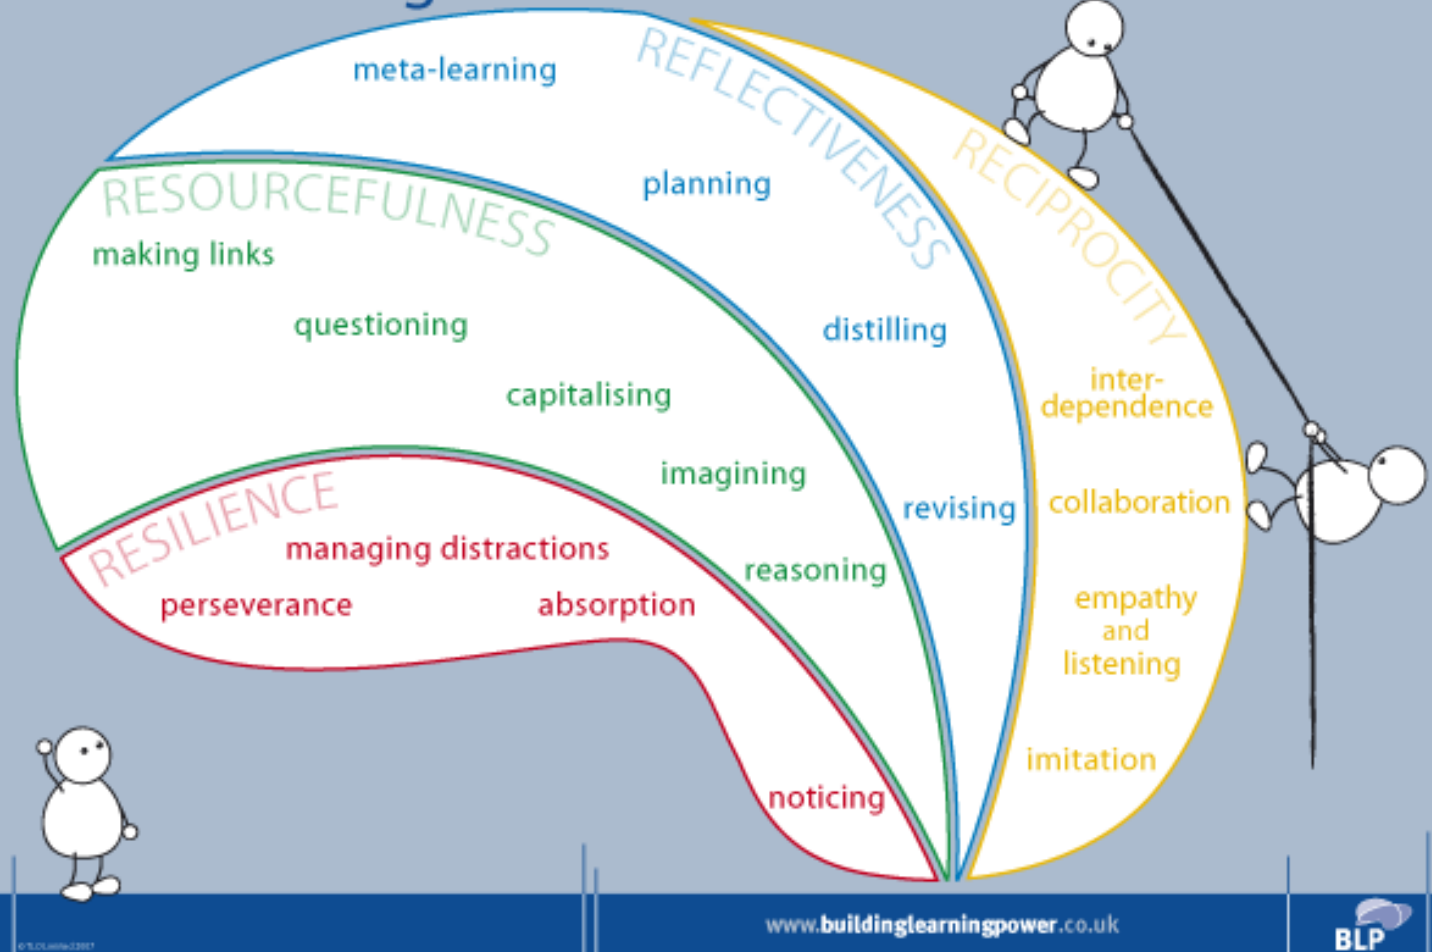 meta-learning
REFLECTIVENESS
planning
distilling
revising
RESOURCEFULNESS
making links
questioning
capitalising
imagining
reasoning
RESILIENCE
managing distractions
perseverance
absorption
noticing
RECIPROCITY
inter-
dependence
collaboration
empathy
and
listening
imitation
www.buildinglearningpower.co.uk
BLP